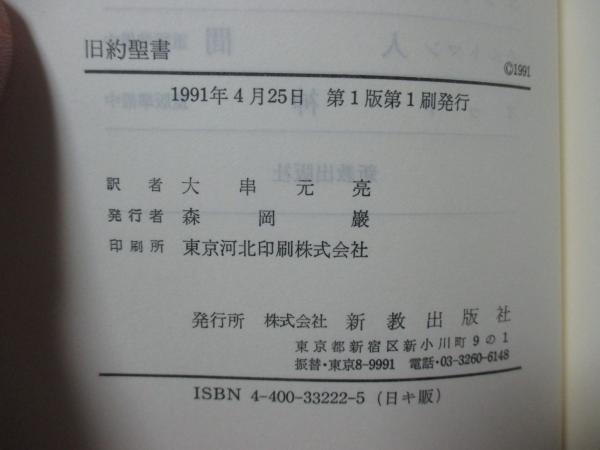 旧約聖書
©1991
1991年4月25日 第1版第1刷発行
訳者 大串元亮
発行者 森岡巌
印刷所 東京河北印刷株式会社
発行所 株式会社 新教出版社
東京都新宿区新小川町9の1
振替・東京8-9991 電話・03-3260-6148
ISBN 4-400-33222-5 (日キ版)